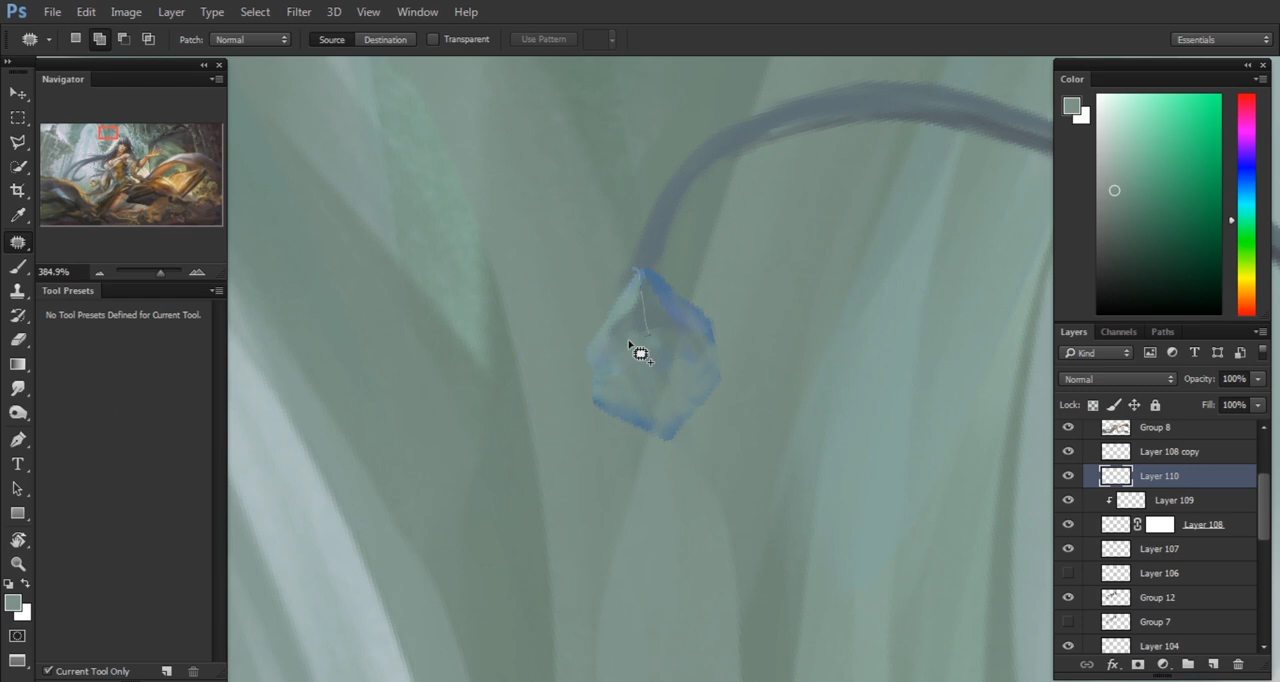 Ps File Edit Image Layer Type Select Filter 3D View Window Help
Patch: Normal Source Destination Transparent Use Pattern Essentials
Navigator
384.9%
Tool Presets
No Tool Presets Defined for Current Tool.
Current Tool Only
Color
Layers Channels Paths
Kind
Normal Opacity: 100%
Lock: Fill: 100%
Group 8
Layer 108 copy
Layer 110
Layer 109
Layer 108
Layer 107
Layer 106
Group 12
Group 7
Layer 104
fx